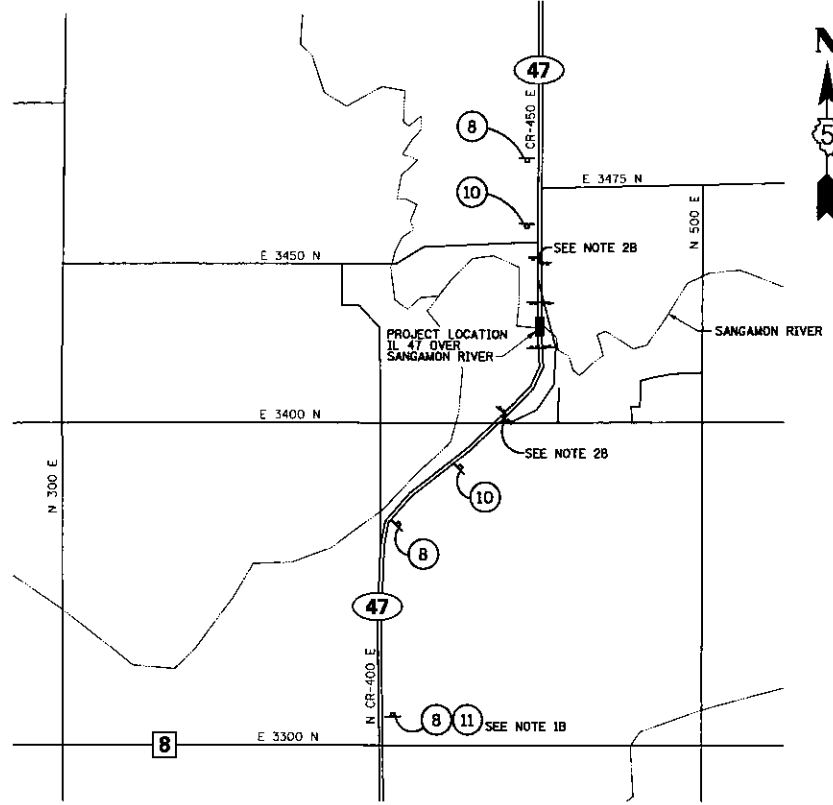 N
47
CR-450 E
8
5
E 3475 N
10
N 500 E
E 3450 N
SEE NOTE 2B
PROJECT LOCATION
IL 47 OVER
SANGAMON RIVER
SANGAMON RIVER
E 3400 N
SEE NOTE 2B
N 300 E
10
8
47
N CR-400 E
8 11 SEE NOTE 1B
8
E 3300 N